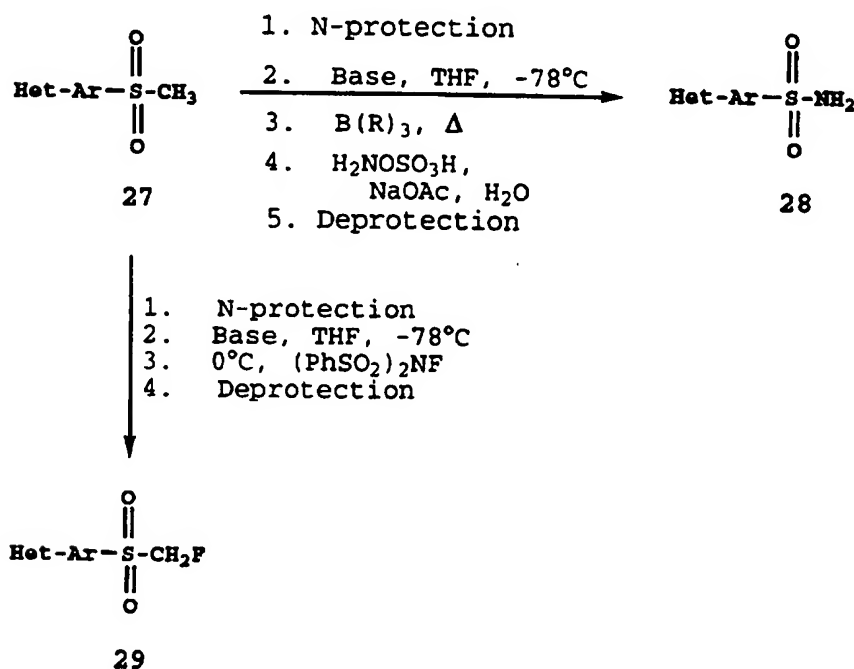 1. N-protection
2. Base, THF, -78°C
3. B(R)₃, Δ
4. H₂NOSO₃H,
NaOAc, H₂O
5. Deprotection
O
Het-Ar-S-CH₃
O
27
O
Het-Ar-S-NH₂
O
28
1. N-protection
2. Base, THF, -78°C
3. 0°C, (PhSO₂)₂NF
4. Deprotection
O
Het-Ar-S-CH₂F
O
29